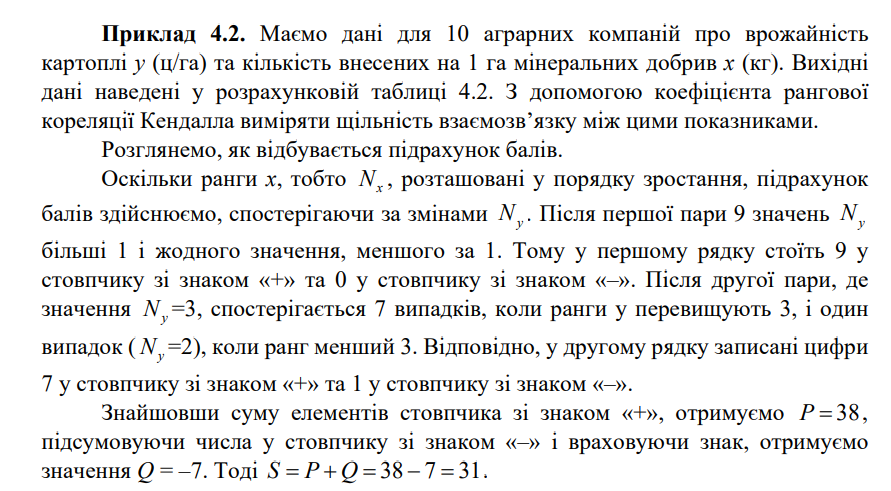 Приклад 4.2. Маємо дані для 10 аграрних компаній про врожайність
картоплі y (ц/га) та кількість внесених на 1 га мінеральних добрив x (кг). Вихідні
дані наведені у розрахунковій таблиці 4.2. З допомогою коефіцієнта рангової
кореляції Кендалла виміряти щільність взаємозв’язку між цими показниками.
Розглянемо, як відбувається підрахунок балів.
Оскільки ранги x, тобто N_x, розташовані у порядку зростання, підрахунок
балів здійснюємо, спостерігаючи за змінами N_y. Після першої пари 9 значень N_y
більші 1 і жодного значення, меншого за 1. Тому у першому рядку стоїть 9 у
стовпчику зі знаком «+» та 0 у стовпчику зі знаком «–». Після другої пари, де
значення N_y=3, спостерігається 7 випадків, коли ранги y перевищують 3, і один
випадок (N_y=2), коли ранг менший 3. Відповідно, у другому рядку записані цифри
7 у стовпчику зі знаком «+» та 1 у стовпчику зі знаком «–».
Знайшовши суму елементів стовпчика зі знаком «+», отримуємо P=38,
підсумовуючи числа у стовпчику зі знаком «–» і враховуючи знак, отримуємо
значення Q = –7. Тоді S=P+Q=38−7=31.